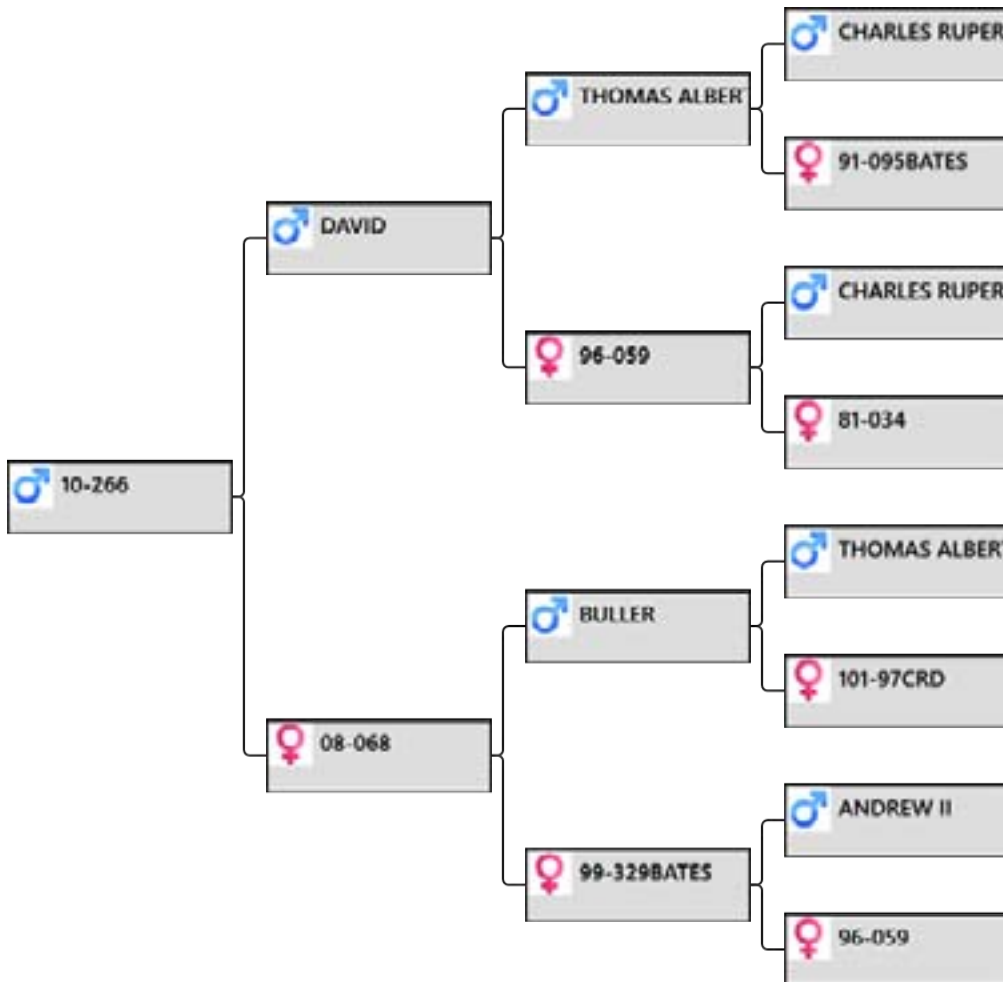 CHARLES RUPER
THOMAS ALBER
91-095BATES
DAVID
CHARLES RUPER
96-059
81-034
10-266
THOMAS ALBERT
BULLER
101-97CRD
08-068
ANDREW II
99-329BATES
96-059